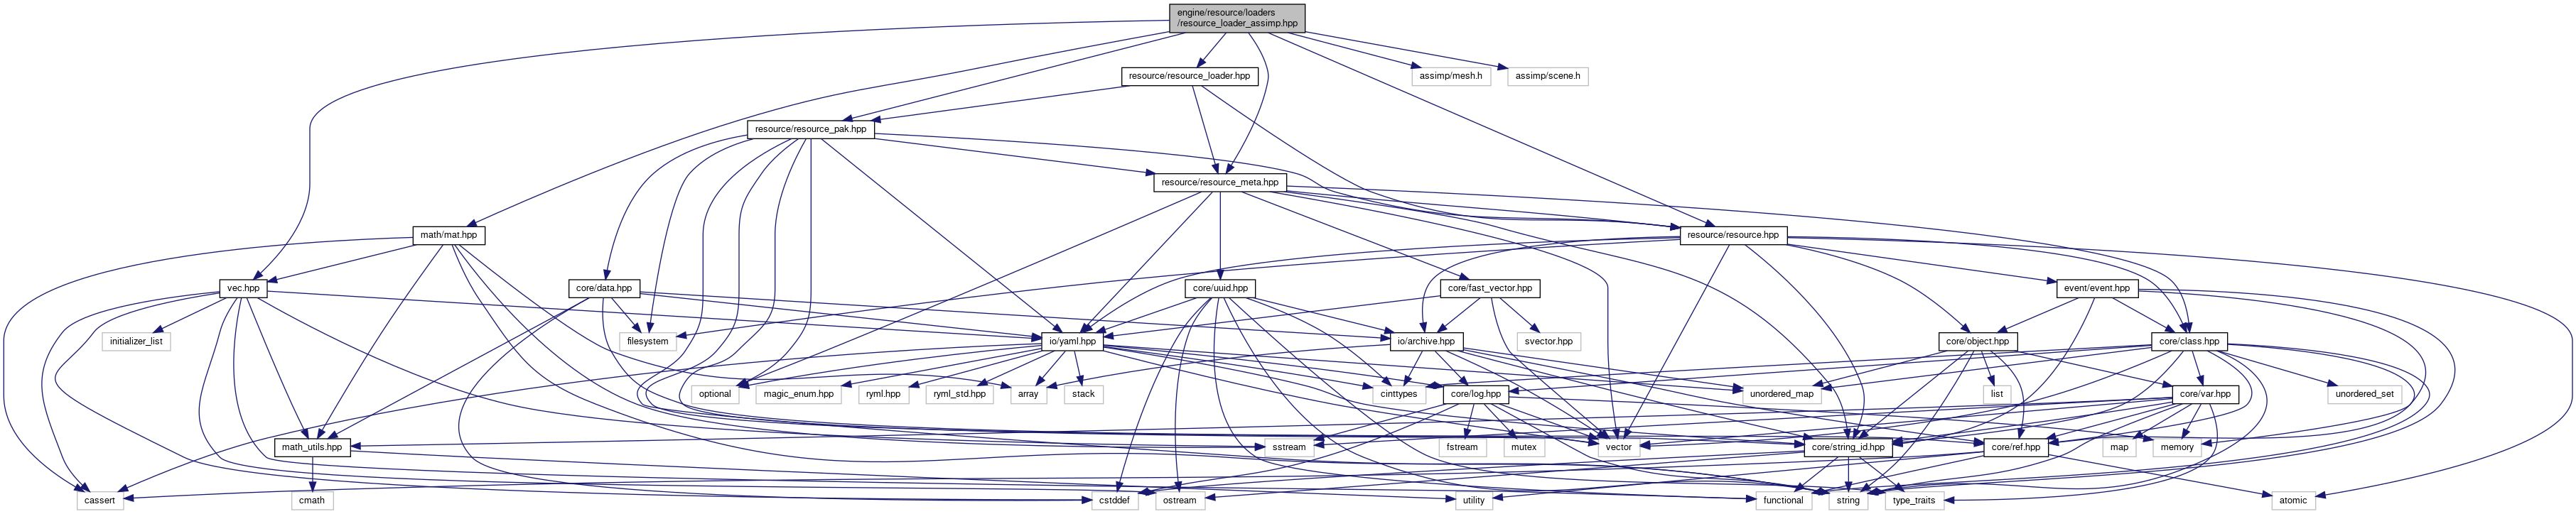 engine/resource/loaders
/resource_loader_assimp.hpp
resource/resource_loader.hpp
assimp/mesh.h
assimp/scene.h
resource/resource_pak.hpp
resource/resource_meta.hpp
math/mat.hpp
resource/resource.hpp
vec.hpp
core/data.hpp
core/uuid.hpp
core/fast_vector.hpp
event/event.hpp
initializer_list
filesystem
io/yaml.hpp
io/archive.hpp
svector.hpp
core/object.hpp
core/class.hpp
optional
magic_enum.hpp
ryml.hpp
ryml_std.hpp
array
stack
cinttypes
core/log.hpp
unordered_map
list
core/var.hpp
unordered_set
math_utils.hpp
sstream
fstream
mutex
vector
core/string_id.hpp
core/ref.hpp
map
memory
cassert
cmath
cstddef
ostream
utility
functional
string
type_traits
atomic